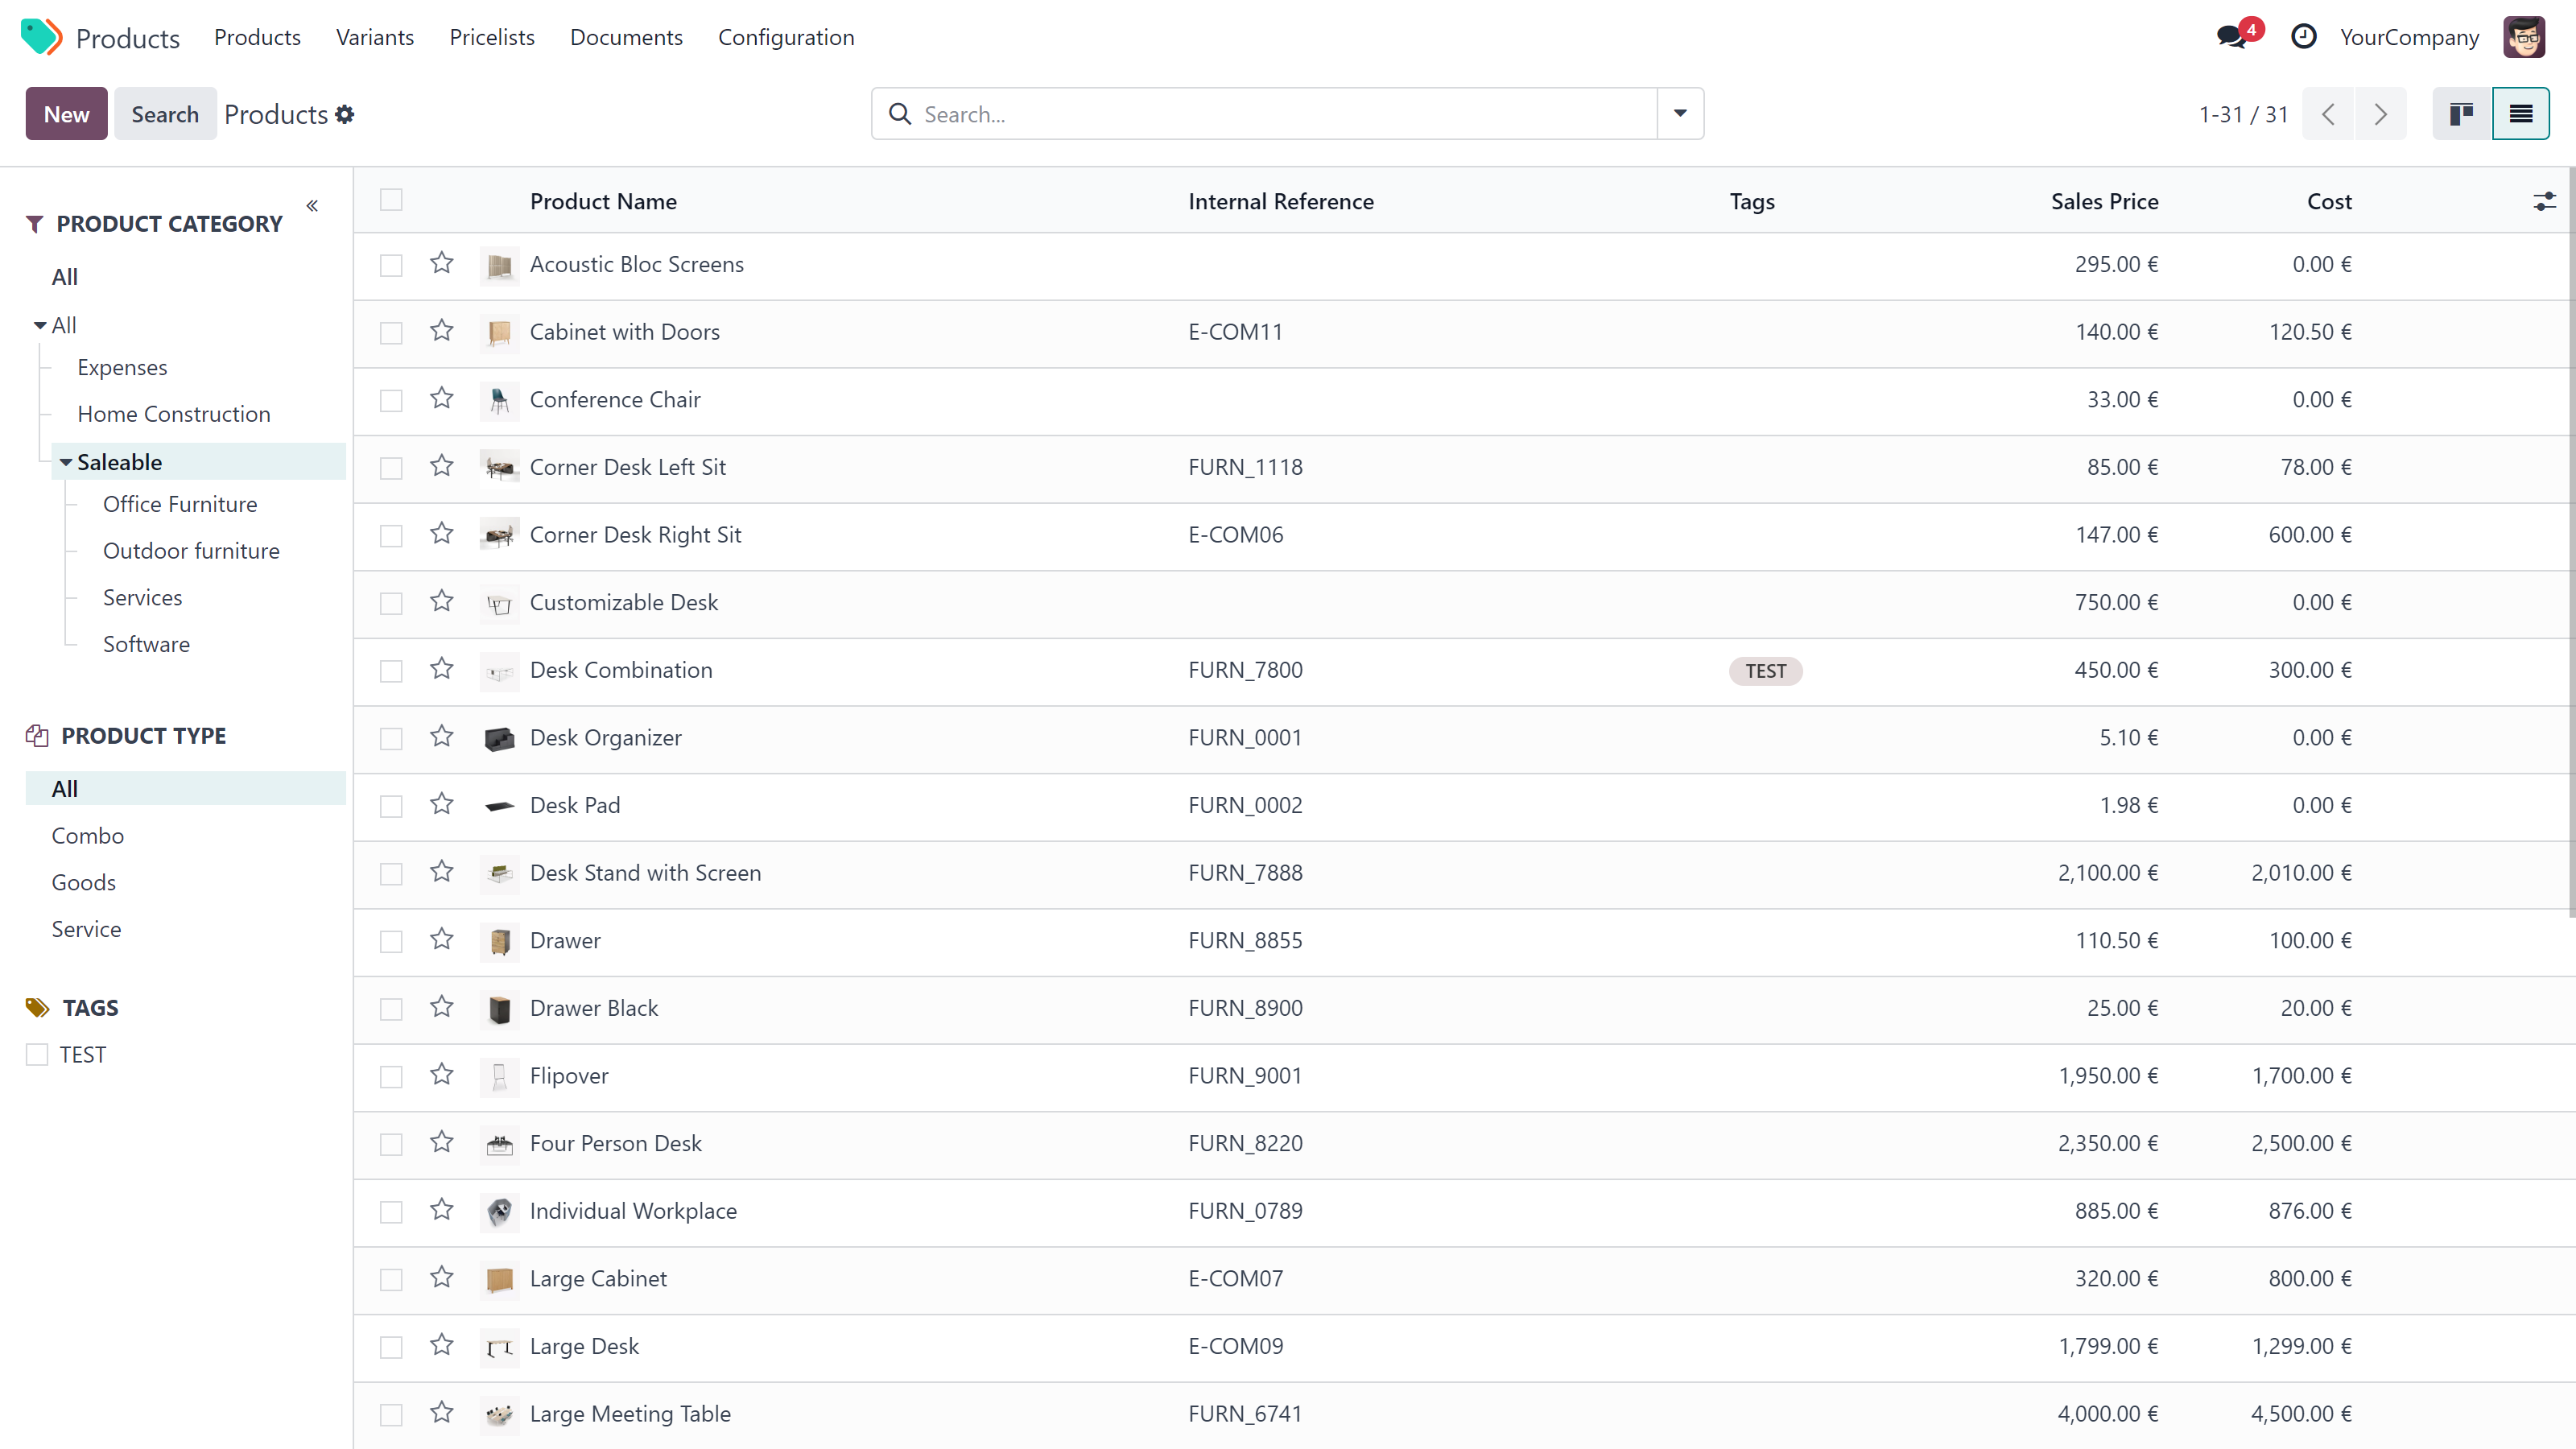 Products Products Variants Pricelists Documents Configuration 4 YourCompany
New Search Products Search... 1-31 / 31
PRODUCT CATEGORY
All
All
Expenses
Home Construction
Saleable
Office Furniture
Outdoor furniture
Services
Software
PRODUCT TYPE
All
Combo
Goods
Service
TAGS
TEST
Product Name Internal Reference Tags Sales Price Cost
Acoustic Bloc Screens 295.00 € 0.00 €
Cabinet with Doors E-COM11 140.00 € 120.50 €
Conference Chair 33.00 € 0.00 €
Corner Desk Left Sit FURN_1118 85.00 € 78.00 €
Corner Desk Right Sit E-COM06 147.00 € 600.00 €
Customizable Desk 750.00 € 0.00 €
Desk Combination FURN_7800 TEST 450.00 € 300.00 €
Desk Organizer FURN_0001 5.10 € 0.00 €
Desk Pad FURN_0002 1.98 € 0.00 €
Desk Stand with Screen FURN_7888 2,100.00 € 2,010.00 €
Drawer FURN_8855 110.50 € 100.00 €
Drawer Black FURN_8900 25.00 € 20.00 €
Flipover FURN_9001 1,950.00 € 1,700.00 €
Four Person Desk FURN_8220 2,350.00 € 2,500.00 €
Individual Workplace FURN_0789 885.00 € 876.00 €
Large Cabinet E-COM07 320.00 € 800.00 €
Large Desk E-COM09 1,799.00 € 1,299.00 €
Large Meeting Table FURN_6741 4,000.00 € 4,500.00 €